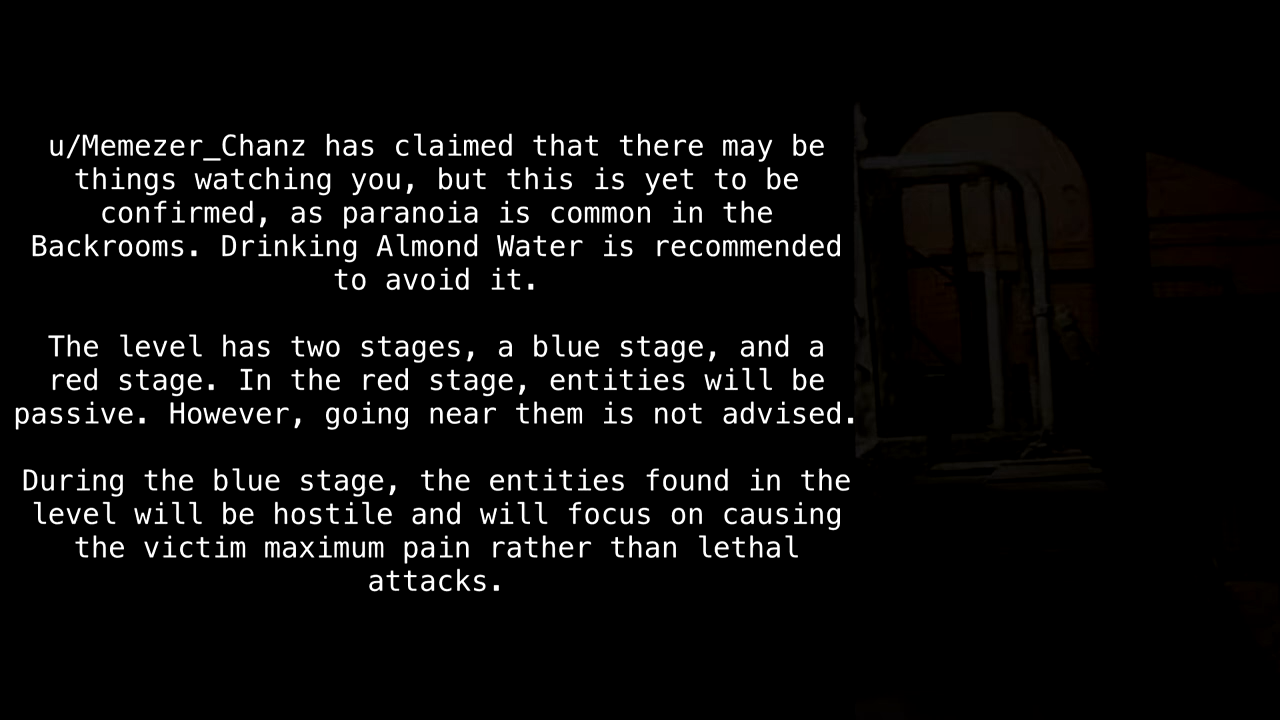 u/Memezer_Chanz has claimed that there may be
things watching you, but this is yet to be
confirmed, as paranoia is common in the
Backrooms. Drinking Almond Water is recommended
to avoid it.
The level has two stages, a blue stage, and a
red stage. In the red stage, entities will be
passive. However, going near them is not advised.
During the blue stage, the entities found in the
level will be hostile and will focus on causing
the victim maximum pain rather than lethal
attacks.